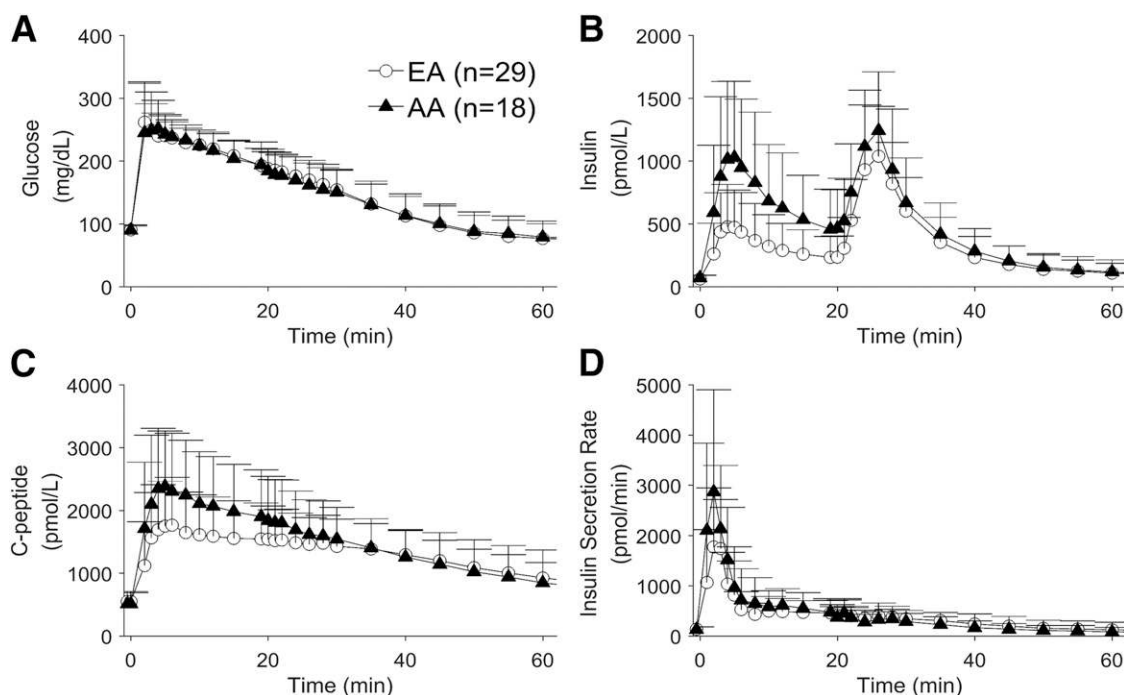 A
Glucose
(mg/dL)
400
300
200
100
0
EA (n=29)
AA (n=18)
0 20 40 60
Time (min)
B
Insulin
(pmol/L)
2000
1500
1000
500
0
0 20 40 60
Time (min)
C
C-peptide
(pmol/L)
4000
3000
2000
1000
0
0 20 40 60
Time (min)
D
Insulin Secretion Rate
(pmol/min)
5000
4000
3000
2000
1000
0
0 20 40 60
Time (min)